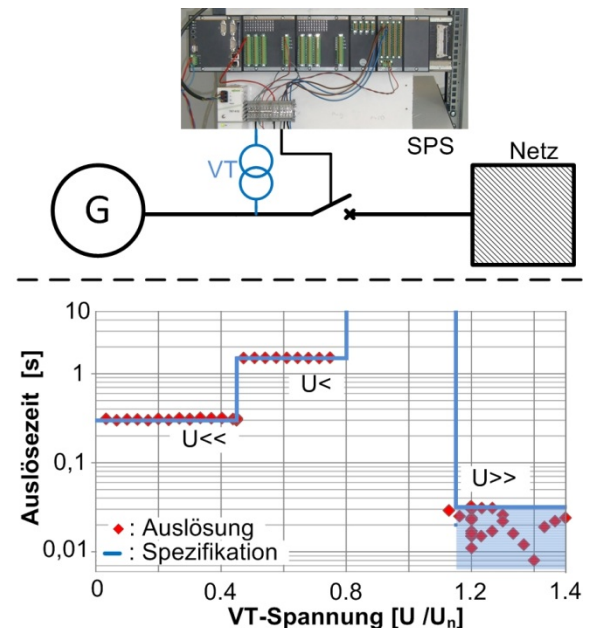 SPS
Netz
VT
G
10
1
0,1
0,01
Auslösezeit [s]
U<<
U<
U>>
: Auslösung
: Spezifikation
0
0.4
0.8
1.2
1.4
VT-Spannung [U /Uₙ]